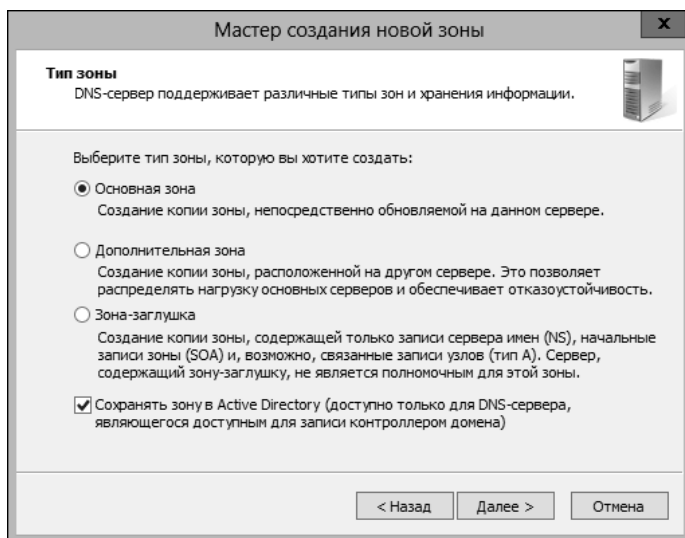 Мастер создания новой зоны
x
Тип зоны
DNS-сервер поддерживает различные типы зон и хранения информации.
Выберите тип зоны, которую вы хотите создать:
Основная зона
Создание копии зоны, непосредственно обновляемой на данном сервере.
Дополнительная зона
Создание копии зоны, расположенной на другом сервере. Это позволяет
распределять нагрузку основных серверов и обеспечивает отказоустойчивость.
Зона-заглушка
Создание копии зоны, содержащей только записи сервера имен (NS), начальные
записи зоны (SOA) и, возможно, связанные записи узлов (тип A). Сервер,
содержащий зону-заглушку, не является полномочным для этой зоны.
Сохранять зону в Active Directory (доступно только для DNS-сервера,
являющегося доступным для записи контроллером домена)
< Назад Далее > Отмена